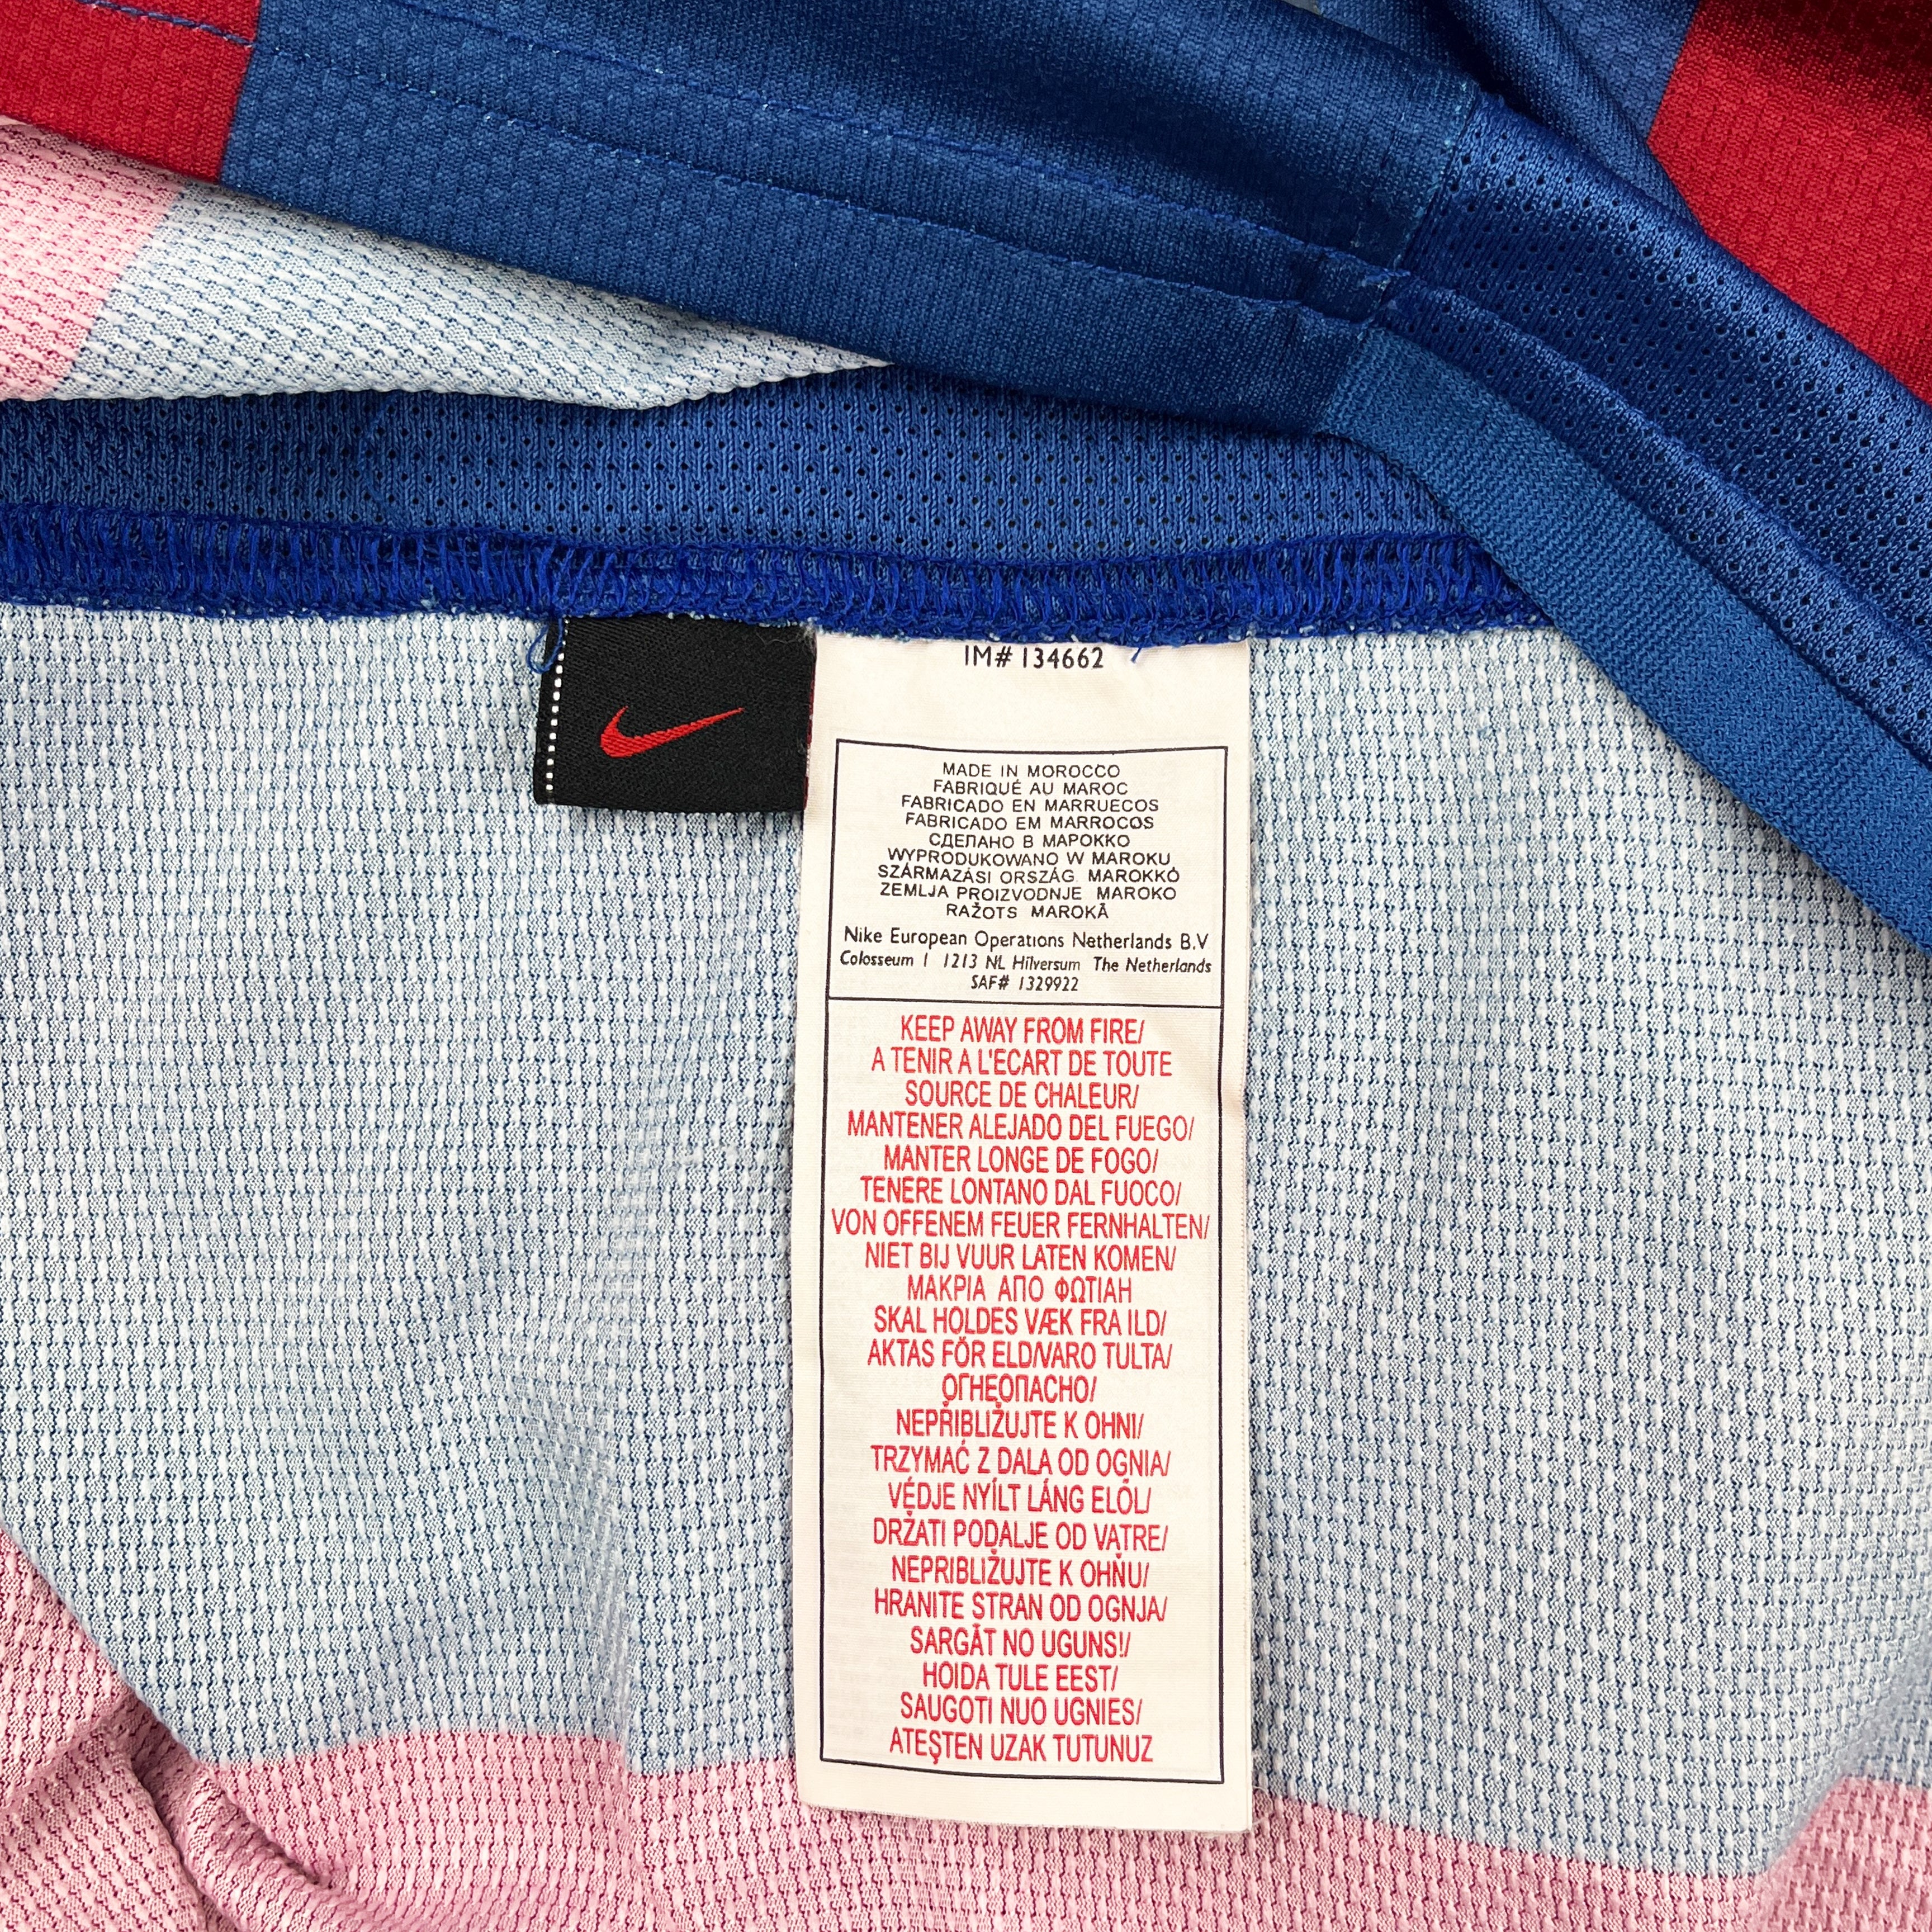 IM# 134662
MADE IN MOROCCO
FABRIQUÉ AU MAROC
FABRICADO EN MARRUECOS
FABRICADO EM MARROCOS
СДЕЛАНО В МАРОККО
WYPRODUKOWANO W MAROKU
SZÁRMAZÁSI ORSZÁG MAROKKÓ
ZEMLJA PROIZVODNJE MAROKO
RAŽOTS MAROKĀ
Nike European Operations Netherlands B.V
Colosseum 1 1213 NL Hilversum The Netherlands
SAF# 1329922
KEEP AWAY FROM FIRE/
A TENIR A L'ECART DE TOUTE
SOURCE DE CHALEUR/
MANTENER ALEJADO DEL FUEGO/
MANTER LONGE DE FOGO/
TENERE LONTANO DAL FUOCO/
VON OFFENEM FEUER FERNHALTEN/
NIET BIJ VUUR LATEN KOMEN/
ΜΑΚΡΙΑ ΑΠΟ ΦΩΤΙΑΗ
SKAL HOLDES VÆK FRA ILD/
AKTAS FÖR ELD/VARO TULTA/
ОГНЕОПАСНО/
NEPŘIBLIŽUJTE K OHNI/
TRZYMAĆ Z DALA OD OGNIA/
VÉDJE NYÍLT LÁNG ELŐL/
DRŽATI PODALJE OD VATRE/
NEPRIBLIŽUJTE K OHŇU/
HRANITE STRAN OD OGNJA/
SARGĀT NO UGUNS!/
HOIDA TULE EEST/
SAUGOTI NUO UGNIES/
ATEŞTEN UZAK TUTUNUZ